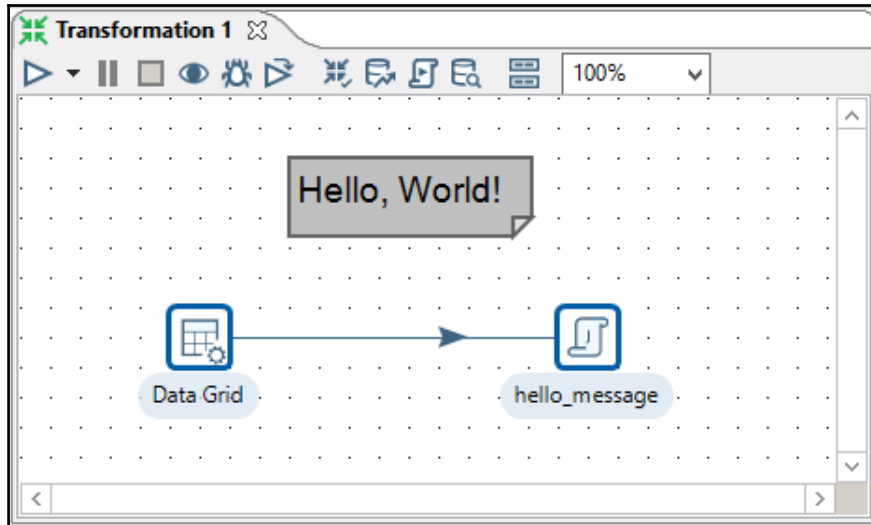 Transformation 1
100%
Hello, World!
Data Grid
hello_message